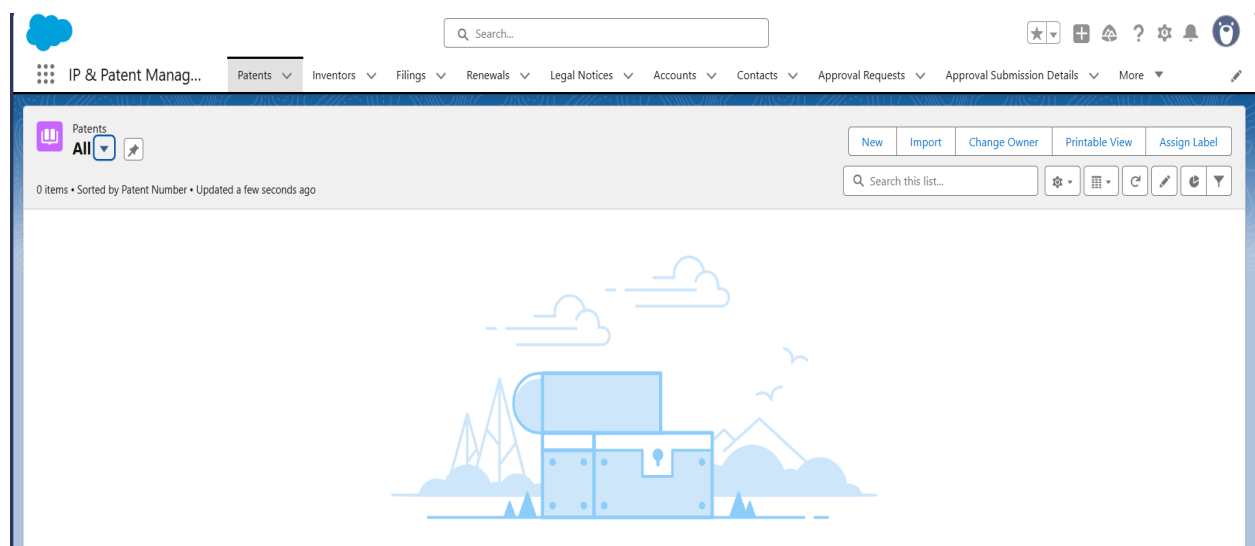 Search...
IP & Patent Manag... Patents Inventors Filings Renewals Legal Notices Accounts Contacts Approval Requests Approval Submission Details More
Patents
All
New Import Change Owner Printable View Assign Label
0 items • Sorted by Patent Number • Updated a few seconds ago
Search this list...